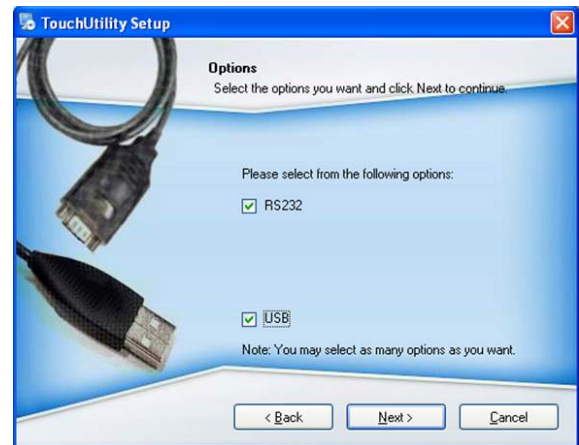 TouchUtility Setup
Options
Select the options you want and click Next to continue.
Please select from the following options:
RS232
USB
Note: You may select as many options as you want.
< Back
Next >
Cancel